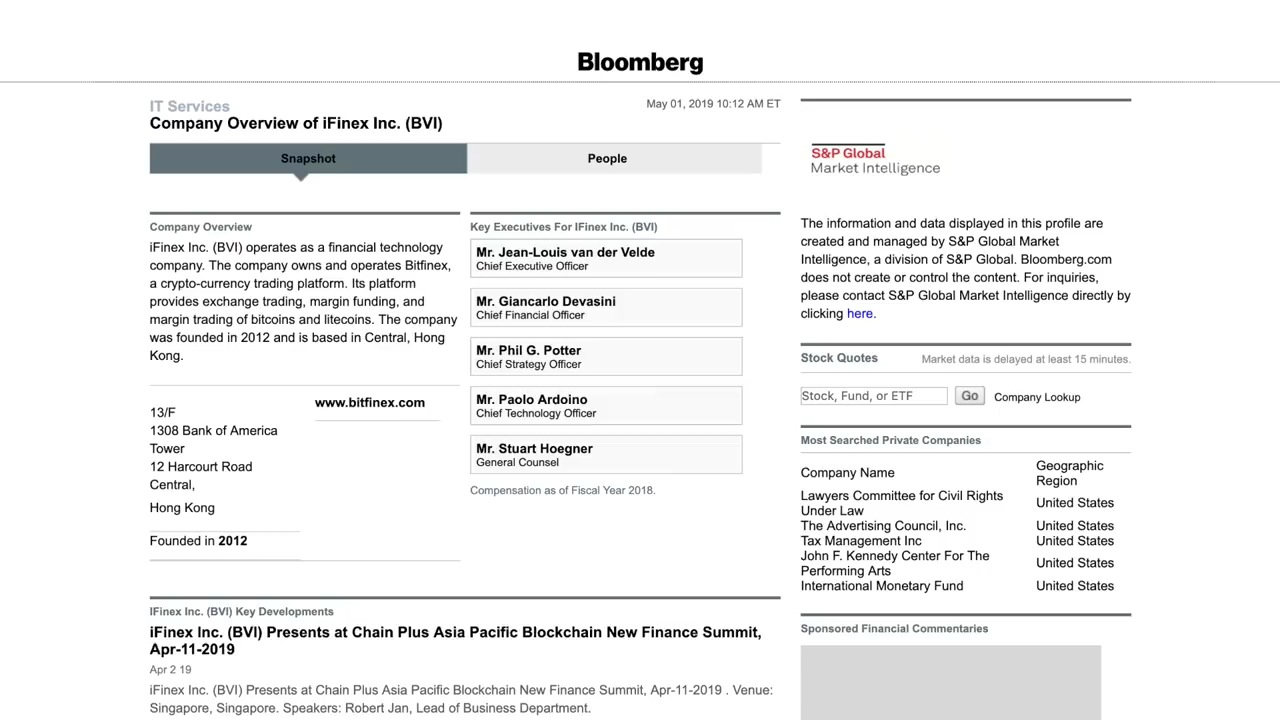 Bloomberg
IT Services
May 01, 2019 10:12 AM ET
Company Overview of iFinex Inc. (BVI)
Snapshot
People
Company Overview
iFinex Inc. (BVI) operates as a financial technology
company. The company owns and operates Bitfinex,
a crypto-currency trading platform. Its platform
provides exchange trading, margin funding, and
margin trading of bitcoins and litecoins. The company
was founded in 2012 and is based in Central, Hong
Kong.
13/F
1308 Bank of America
Tower
12 Harcourt Road
Central,
Hong Kong
Founded in 2012
www.bitfinex.com
Key Executives For IFinex Inc. (BVI)
Mr. Jean-Louis van der Velde
Chief Executive Officer
Mr. Giancarlo Devasini
Chief Financial Officer
Mr. Phil G. Potter
Chief Strategy Officer
Mr. Paolo Ardoino
Chief Technology Officer
Mr. Stuart Hoegner
General Counsel
Compensation as of Fiscal Year 2018.
IFinex Inc. (BVI) Key Developments
iFinex Inc. (BVI) Presents at Chain Plus Asia Pacific Blockchain New Finance Summit,
Apr-11-2019
Apr 2 19
iFinex Inc. (BVI) Presents at Chain Plus Asia Pacific Blockchain New Finance Summit, Apr-11-2019 . Venue:
Singapore, Singapore. Speakers: Robert Jan, Lead of Business Department.
S&P Global
Market Intelligence
The information and data displayed in this profile are
created and managed by S&P Global Market
Intelligence, a division of S&P Global. Bloomberg.com
does not create or control the content. For inquiries,
please contact S&P Global Market Intelligence directly by
clicking here.
Stock Quotes
Market data is delayed at least 15 minutes.
Stock, Fund, or ETF
Go
Company Lookup
Most Searched Private Companies
Company Name
Geographic
Region
Lawyers Committee for Civil Rights
Under Law
United States
The Advertising Council, Inc.
United States
Tax Management Inc
United States
John F. Kennedy Center For The
Performing Arts
United States
International Monetary Fund
United States
Sponsored Financial Commentaries